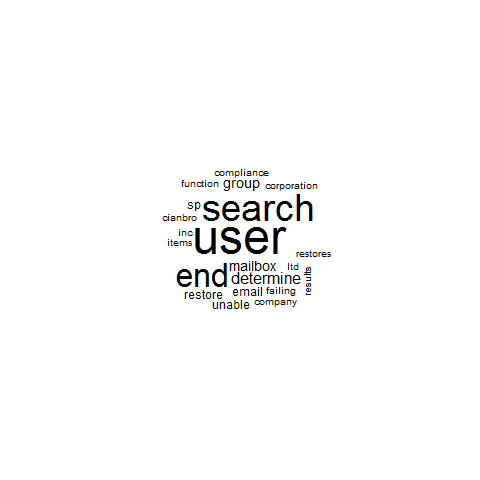 compliance
function group corporation
sp search
cianbro
inc user
items
restores
end mailbox ltd
determine results
restore email failing
unable company